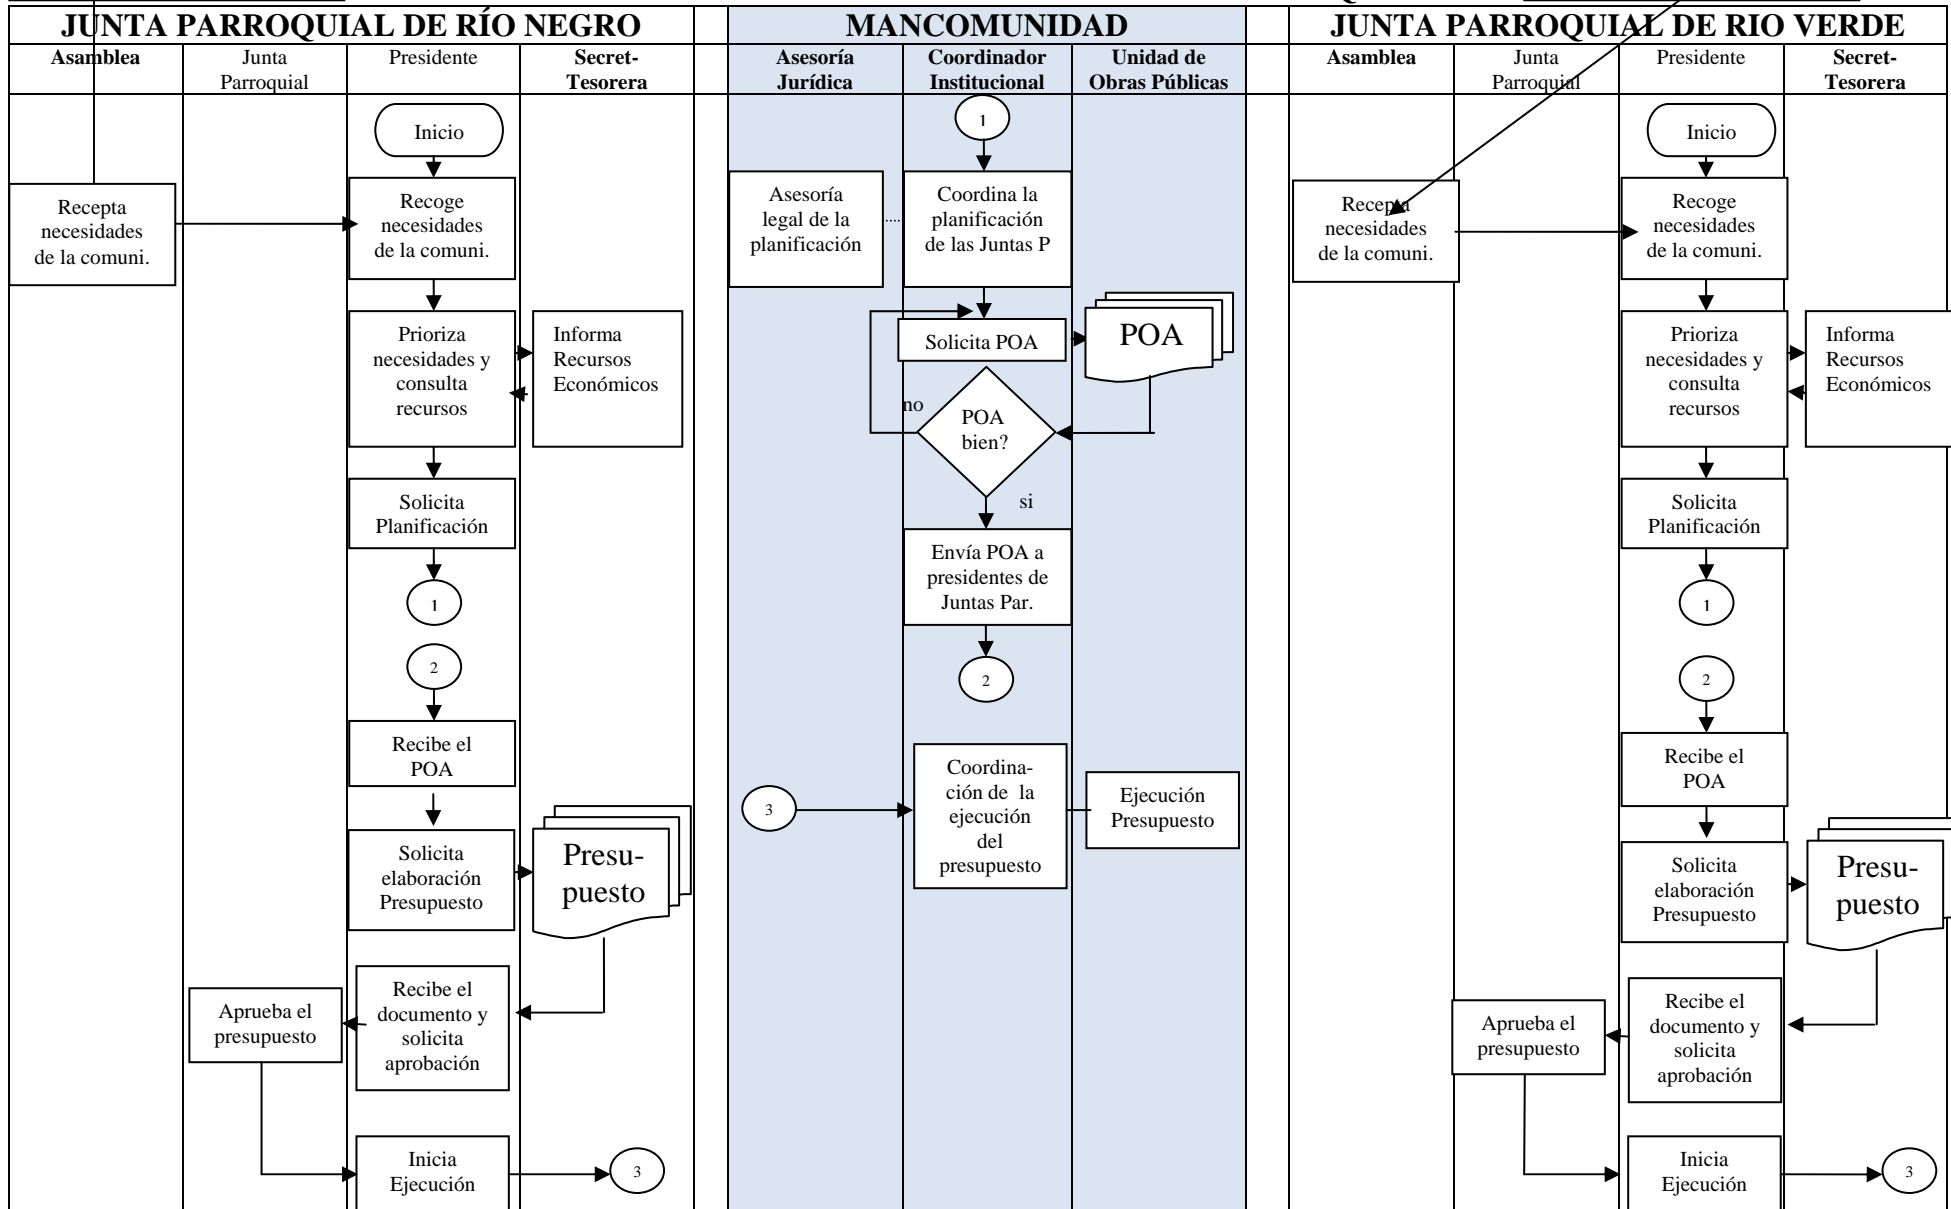 JUNTA PARROQUIAL DE RÍO NEGRO
MANCOMUNIDAD
JUNTA PARROQUIAL DE RIO VERDE
Asamblea
Junta
Parroquial
Presidente
Secret-
Tesorera
Asesoría
Jurídica
Coordinador
Institucional
Unidad de
Obras Públicas
Asamblea
Junta
Parroquial
Presidente
Secret-
Tesorera
Inicio
Recepta
necesidades
de la comuni.
Recoge
necesidades
de la comuni.
Prioriza
necesidades y
consulta
recursos
Informa
Recursos
Económicos
Solicita
Planificación
1
2
Recibe el
POA
Solicita
elaboración
Presupuesto
Presu-
puesto
Recibe el
documento y
solicita
aprobación
Aprueba el
presupuesto
Inicia
Ejecución
3
1
Asesoría
legal de la
planificación
Coordina la
planificación
de las Juntas P
Solicita POA
POA
no
POA
bien?
si
Envía POA a
presidentes de
Juntas Par.
2
3
Coordina-
ción de la
ejecución
del
presupuesto
Ejecución
Presupuesto
Inicio
Recepta
necesidades
de la comuni.
Recoge
necesidades
de la comuni.
Prioriza
necesidades y
consulta
recursos
Informa
Recursos
Económicos
Solicita
Planificación
1
2
Recibe el
POA
Solicita
elaboración
Presupuesto
Presu-
puesto
Recibe el
documento y
solicita
aprobación
Aprueba el
presupuesto
Inicia
Ejecución
3